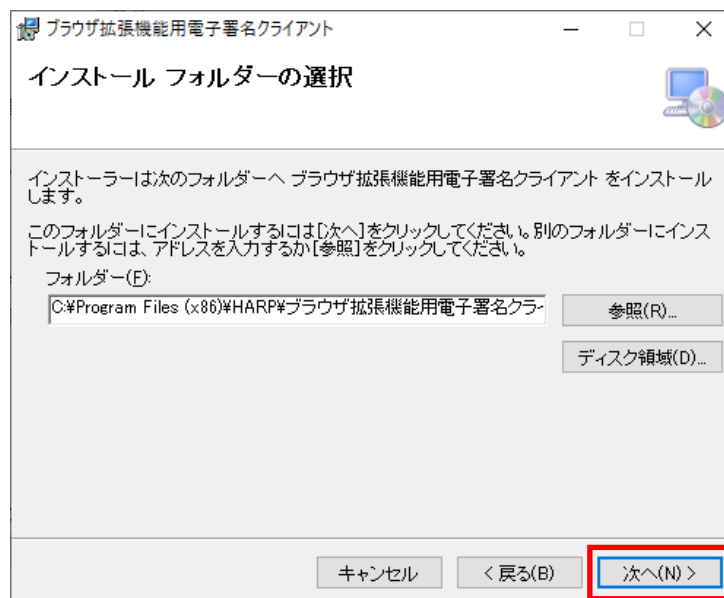 ブラウザ拡張機能用電子署名クライアント
インストール フォルダーの選択
インストーラーは次のフォルダーへ ブラウザ拡張機能用電子署名クライアント をインストール
します。
このフォルダーにインストールするには[次へ]をクリックしてください。別のフォルダーにインス
トールするには、アドレスを入力するか[参照]をクリックしてください。
フォルダー(F):
C:¥Program Files (x86)¥HARP¥ブラウザ拡張機能用電子署名クラ
参照(R)...
ディスク領域(D)...
キャンセル
< 戻る(B)
次へ(N) >